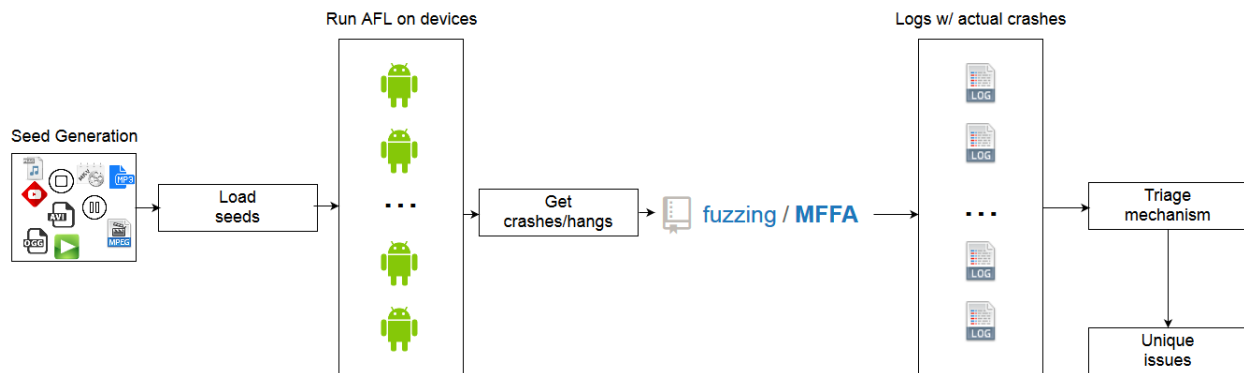 Run AFL on devices
Logs w/ actual crashes
Seed Generation
MP3
AVI
OGG
MPEG
Load
seeds
...
Get
crashes/hangs
fuzzing / MFFA
LOG
LOG
...
LOG
LOG
Triage
mechanism
Unique
issues